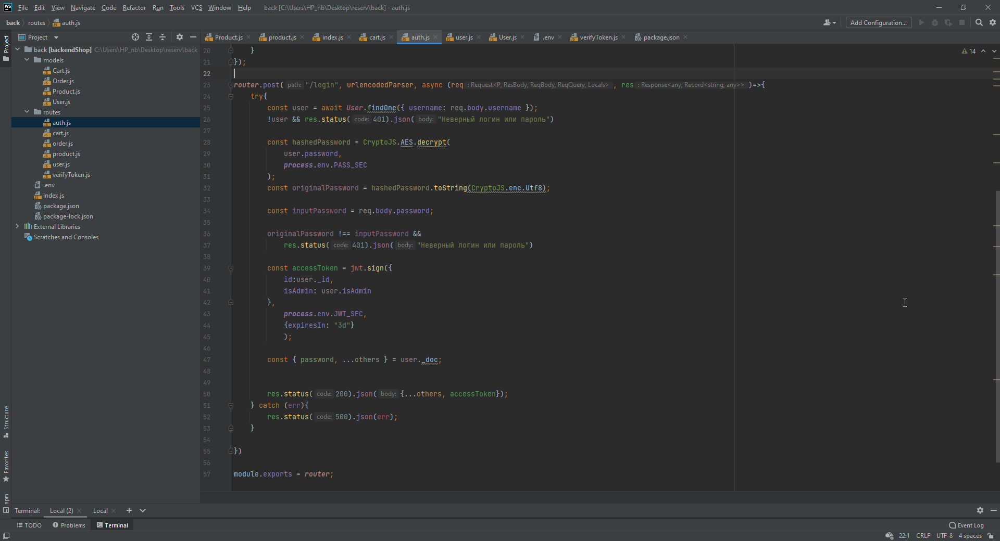 WS File Edit View Navigate Code Refactor Run Tools VCS Window Help back [C:\Users\HP_nb\Desktop\reserv\back] - auth.js
back routes auth.js Add Configuration...
Project Project Product.js product.js index.js cart.js auth.js user.js User.js .env verifyToken.js package.json
back [backendShop] C:\Users\HP_nb\Desktop\reserv\back
models
Cart.js
Order.js
Product.js
User.js
routes
auth.js
cart.js
order.js
product.js
user.js
verifyToken.js
.env
index.js
package.json
package-lock.json
External Libraries
Scratches and Consoles
14
20 }
21 });
22
23 router.post( path: "/login", urlencodedParser, async (req : Request<P, ResBody, ReqBody, ReqQuery, Locals> , res : Response<any, Record<string, any>> )=>{
24 try{
25 const user = await User.findOne({ username: req.body.username });
26 !user && res.status( code: 401).json( body: "Неверный логин или пароль")
27
28 const hashedPassword = CryptoJS.AES.decrypt(
29 user.password,
30 process.env.PASS_SEC
31 );
32 const originalPassword = hashedPassword.toString(CryptoJS.enc.Utf8);
33
34 const inputPassword = req.body.password;
35
36 originalPassword !== inputPassword &&
37 res.status( code: 401).json( body: "Неверный логин или пароль")
38
39 const accessToken = jwt.sign({
40 id:user._id,
41 isAdmin: user.isAdmin
42 },
43 process.env.JWT_SEC,
44 {expiresIn: "3d"}
45 );
46
47 const { password, ...others } = user._doc;
48
49
50 res.status( code: 200).json( body: {...others, accessToken});
51 } catch (err){
52 res.status( code: 500).json(err);
53 }
54
55 })
56
57 module.exports = router;
Structure
Favorites
npm
Terminal: Local (2) Local
TODO Problems Terminal Event Log
22:1 CRLF UTF-8 4 spaces